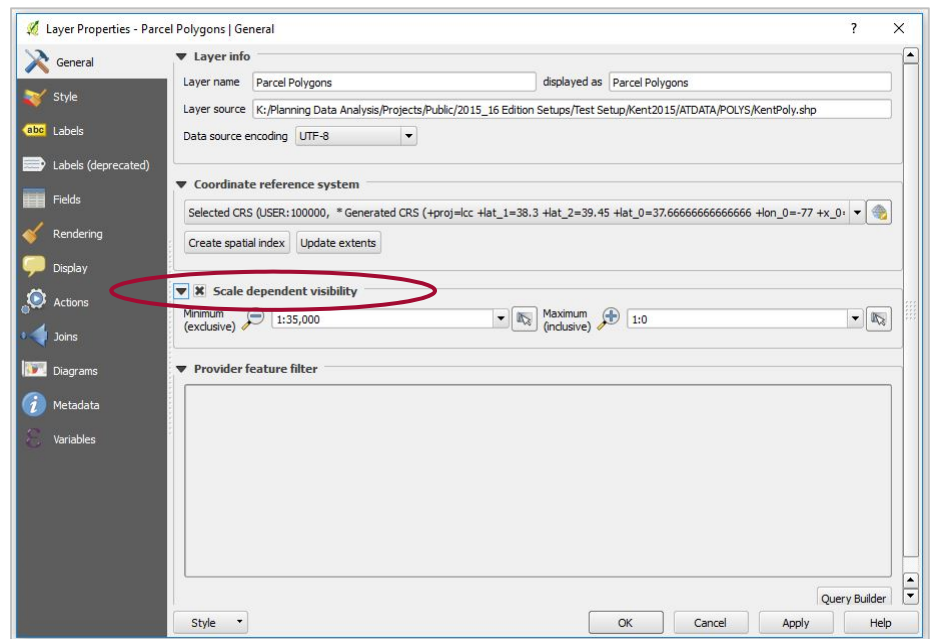 Layer Properties - Parcel Polygons | General
?
General
Style
abc Labels
Labels (deprecated)
Fields
Rendering
Display
Actions
Joins
Diagrams
Metadata
Variables
Layer info
Layer name Parcel Polygons displayed as Parcel Polygons
Layer source K:/Planning Data Analysis/Projects/Public/2015_16 Edition Setups/Test Setup/Kent2015/ATDATA/POLYS/KentPoly.shp
Data source encoding UTF-8
Coordinate reference system
Selected CRS (USER:100000, * Generated CRS (+proj=lcc +lat_1=38.3 +lat_2=39.45 +lat_0=37.66666666666666 +lon_0=-77 +x_0
Create spatial index Update extents
Scale dependent visibility
Minimum (exclusive) 1:35,000 Maximum (inclusive) 1:0
Provider feature filter
Query Builder
Style OK Cancel Apply Help